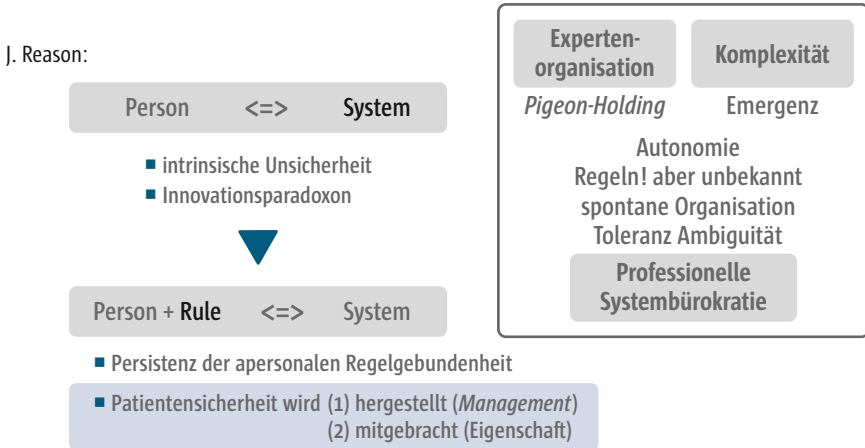 J. Reason:
Person <=> System
■ intrinsische Unsicherheit
■ Innovationsparadoxon
Person + Rule <=> System
■ Persistenz der apersonalen Regelgebundenheit
■ Patientensicherheit wird (1) hergestellt (Management)
(2) mitgebracht (Eigenschaft)
Experten-
organisation
Komplexität
Pigeon-Holding
Emergenz
Autonomie
Regeln! aber unbekannt
spontane Organisation
Toleranz Ambiguität
Professionelle
Systembürokratie